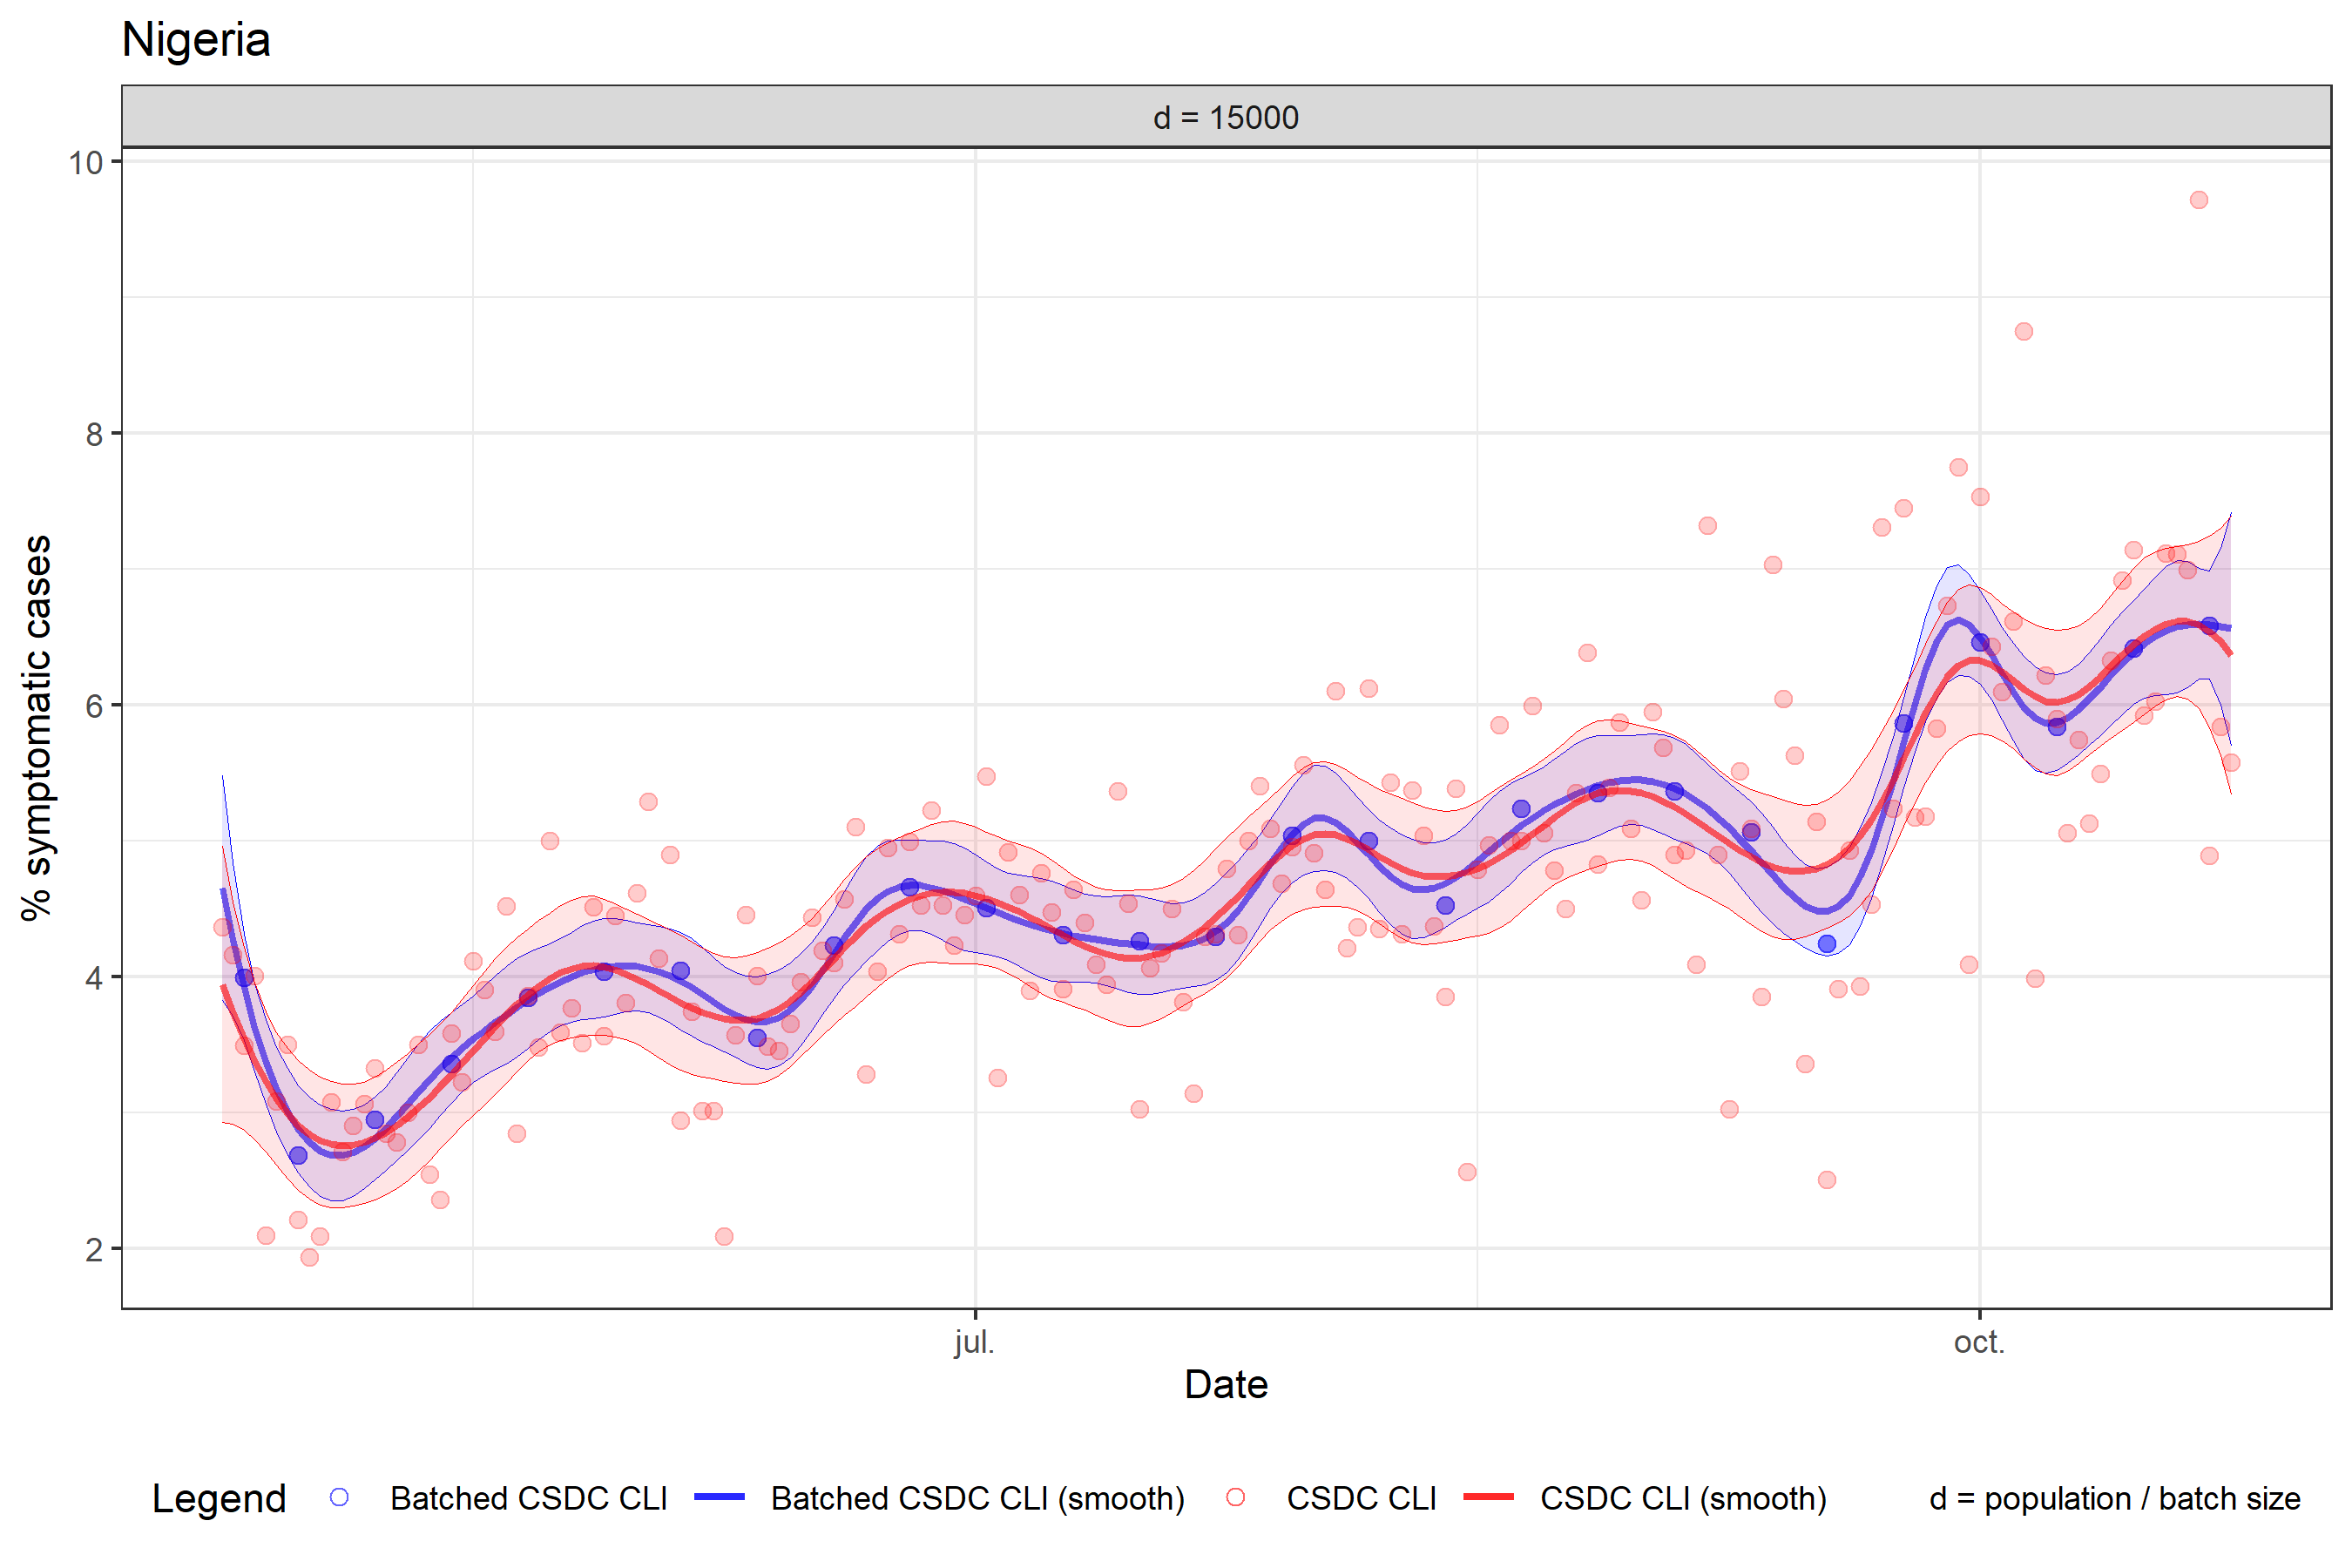 Nigeria
d = 15000
10
8
6
4
2
% symptomatic cases
jul.
oct.
Date
Legend
Batched CSDC CLI
Batched CSDC CLI (smooth)
CSDC CLI
CSDC CLI (smooth)
d = population / batch size